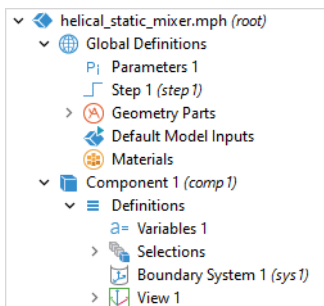 helical_static_mixer.mph (root)
Global Definitions
Pi Parameters 1
Step 1 (step1)
Geometry Parts
Default Model Inputs
Materials
Component 1 (comp1)
Definitions
a= Variables 1
Selections
Boundary System 1 (sys1)
View 1